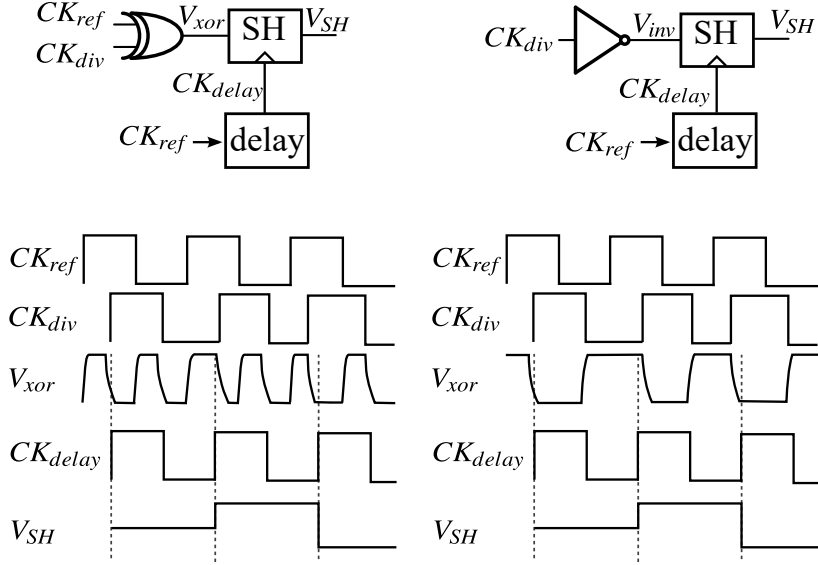 CK_ref V_xor SH V_SH
CK_div
CK_delay
CK_ref delay
CK_div V_inv SH V_SH
CK_delay
CK_ref delay
CK_ref
CK_div
V_xor
CK_delay
V_SH
CK_ref
CK_div
V_xor
CK_delay
V_SH